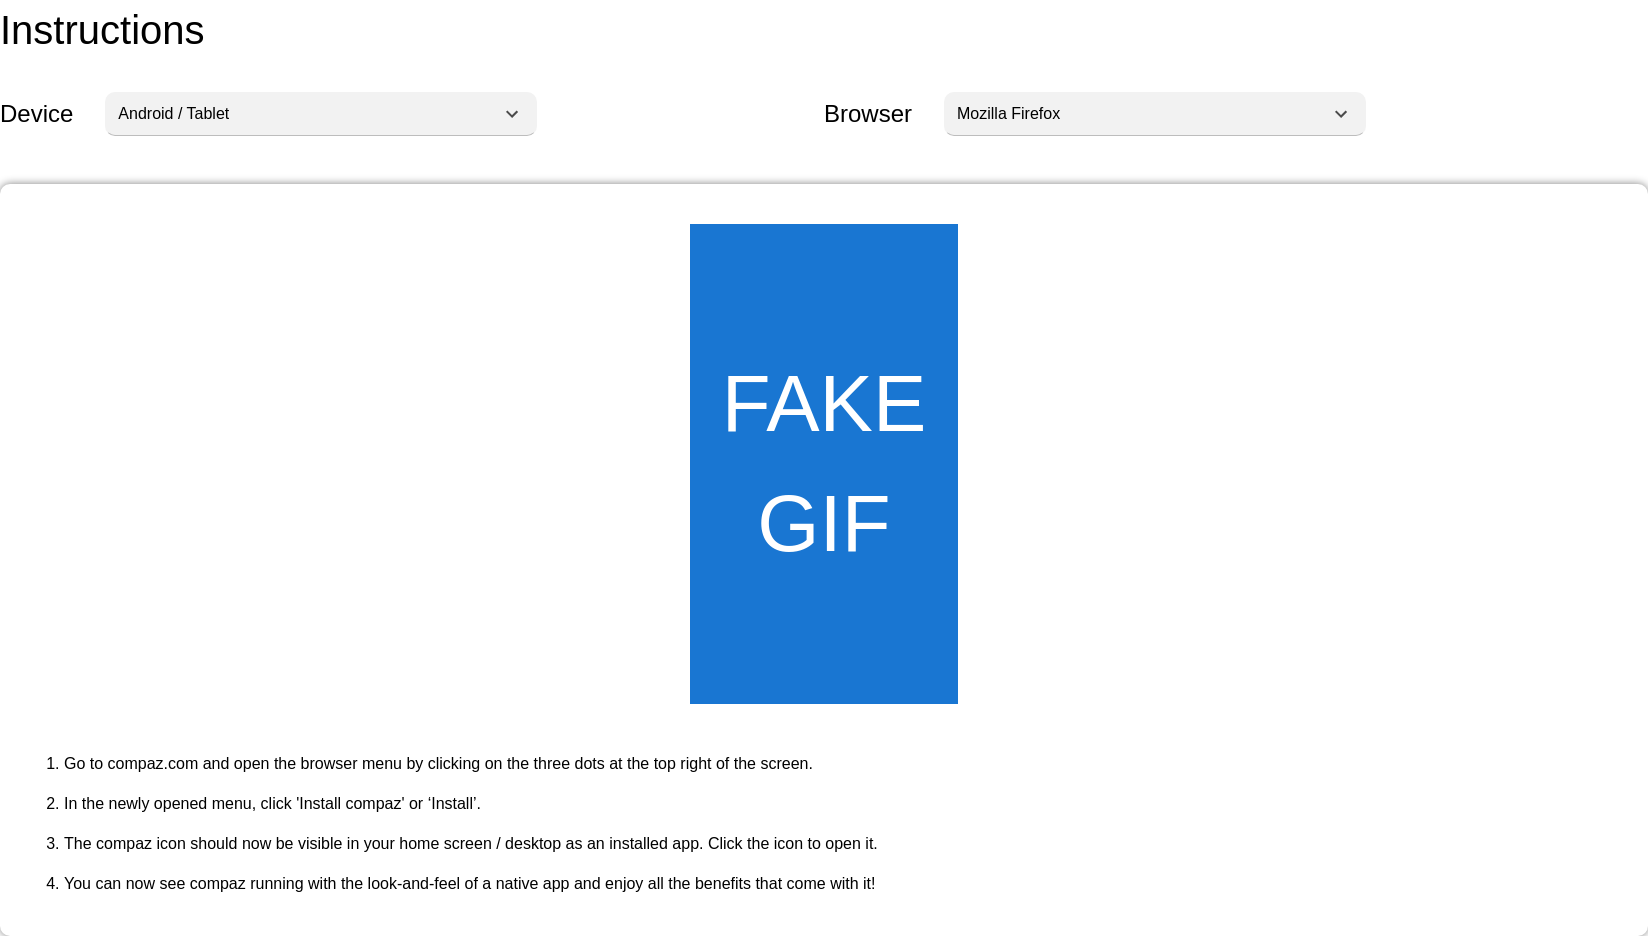 Instructions
Device Android / Tablet Browser Mozilla Firefox
FAKE
GIF
1. Go to compaz.com and open the browser menu by clicking on the three dots at the top right of the screen.
2. In the newly opened menu, click 'Install compaz' or ‘Install’.
3. The compaz icon should now be visible in your home screen / desktop as an installed app. Click the icon to open it.
4. You can now see compaz running with the look-and-feel of a native app and enjoy all the benefits that come with it!